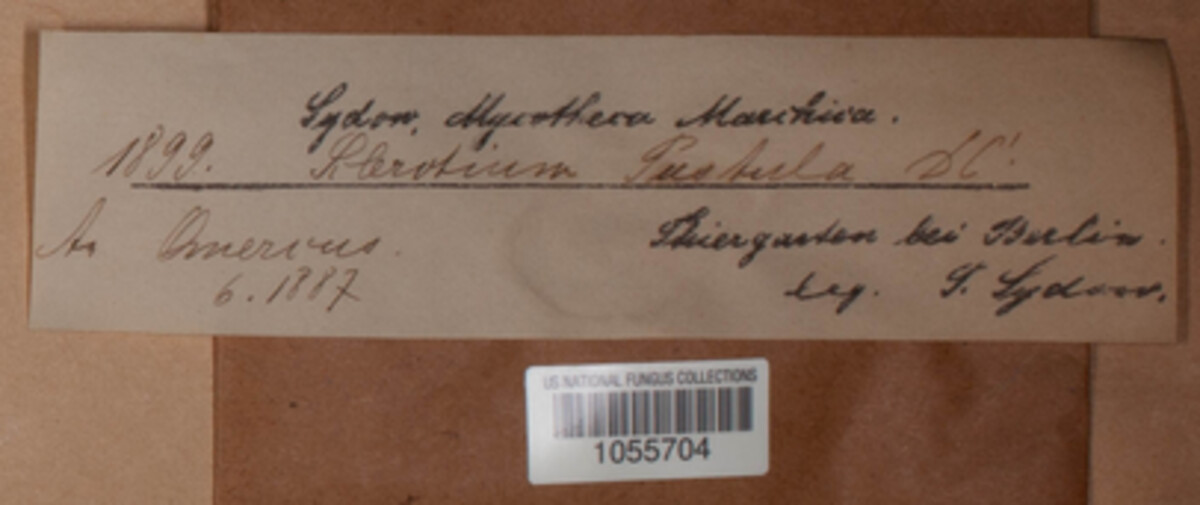 Sydow, Mycotheca Marchica.
1899. Sclerotium Pustula DC.
An Quercus.
6. 1887
Thiergarten bei Berlin.
leg. P. Sydow.
US NATIONAL FUNGUS COLLECTIONS
1055704